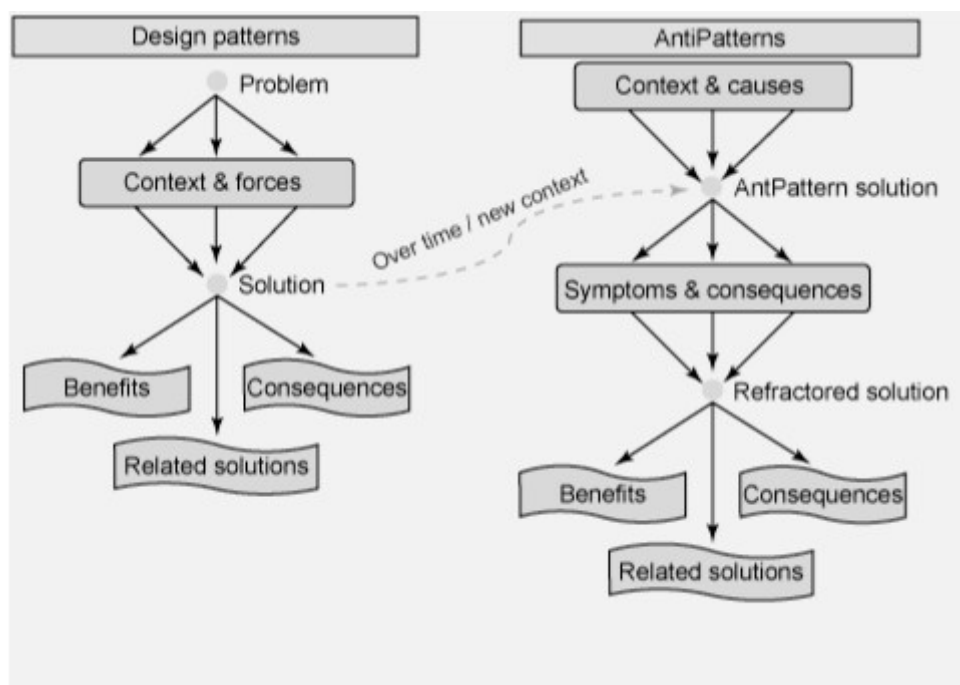 Design patterns
Problem
Context & forces
Solution
Benefits
Consequences
Related solutions
Over time / new context
AntiPatterns
Context & causes
AntPattern solution
Symptoms & consequences
Refractored solution
Benefits
Consequences
Related solutions